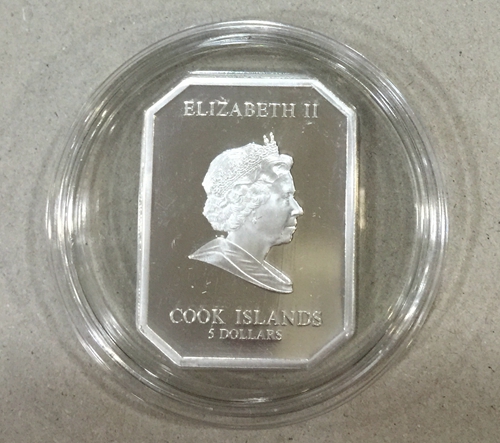 ELIZABETH II
COOK ISLANDS
5 DOLLARS